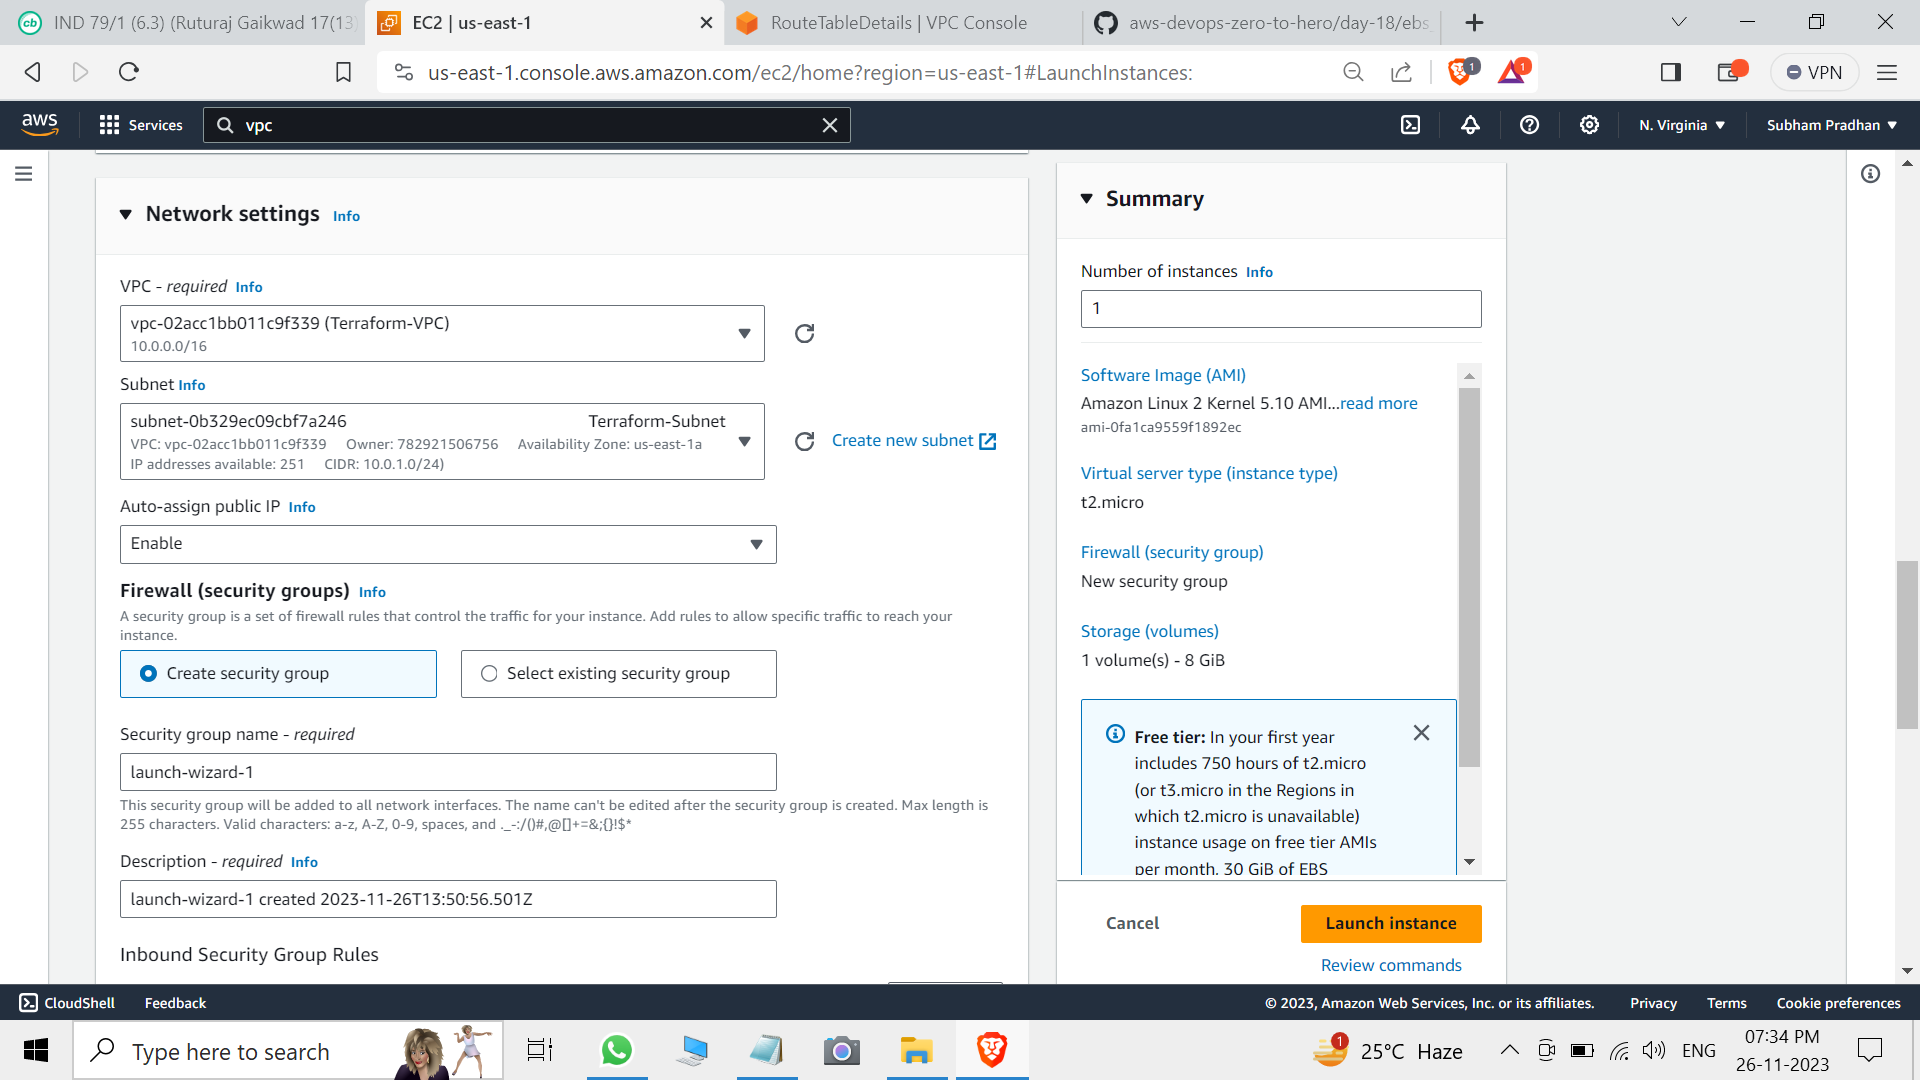 IND 79/1 (6.3) (Ruturaj Gaikwad 17(13)
EC2 | us-east-1
RouteTableDetails | VPC Console
aws-devops-zero-to-hero/day-18/ebs_
us-east-1.console.aws.amazon.com/ec2/home?region=us-east-1#LaunchInstances:
1
1
VPN
aws
Services
vpc
N. Virginia
Subham Pradhan
Network settings Info
VPC - required Info
vpc-02acc1bb011c9f339 (Terraform-VPC)
10.0.0.0/16
Subnet Info
subnet-0b329ec09cbf7a246 Terraform-Subnet
VPC: vpc-02acc1bb011c9f339 Owner: 782921506756 Availability Zone: us-east-1a
IP addresses available: 251 CIDR: 10.0.1.0/24)
Create new subnet
Auto-assign public IP Info
Enable
Firewall (security groups) Info
A security group is a set of firewall rules that control the traffic for your instance. Add rules to allow specific traffic to reach your
instance.
Create security group
Select existing security group
Security group name - required
launch-wizard-1
This security group will be added to all network interfaces. The name can't be edited after the security group is created. Max length is
255 characters. Valid characters: a-z, A-Z, 0-9, spaces, and ._-:/()#,@[]+=&;{}!$*
Description - required Info
launch-wizard-1 created 2023-11-26T13:50:56.501Z
Inbound Security Group Rules
Summary
Number of instances Info
1
Software Image (AMI)
Amazon Linux 2 Kernel 5.10 AMI...read more
ami-0fa1ca9559f1892ec
Virtual server type (instance type)
t2.micro
Firewall (security group)
New security group
Storage (volumes)
1 volume(s) - 8 GiB
Free tier: In your first year
includes 750 hours of t2.micro
(or t3.micro in the Regions in
which t2.micro is unavailable)
instance usage on free tier AMIs
per month, 30 GiB of EBS
Cancel
Launch instance
Review commands
CloudShell
Feedback
© 2023, Amazon Web Services, Inc. or its affiliates.
Privacy
Terms
Cookie preferences
Type here to search
1
25°C Haze
ENG
07:34 PM
26-11-2023